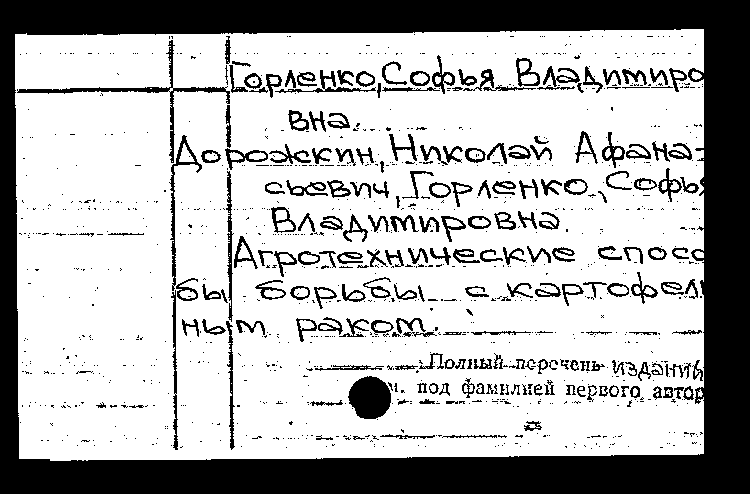 Горленко, Софья Владимиро
вна.
Дорожкин, Николай Афана-
сьевич, Горленко, Софья
Владимировна.
Агротехнические спосо
бы борьбы с картофель
ным раком.
Полный перечень изданий
см. под фамилией первого автор